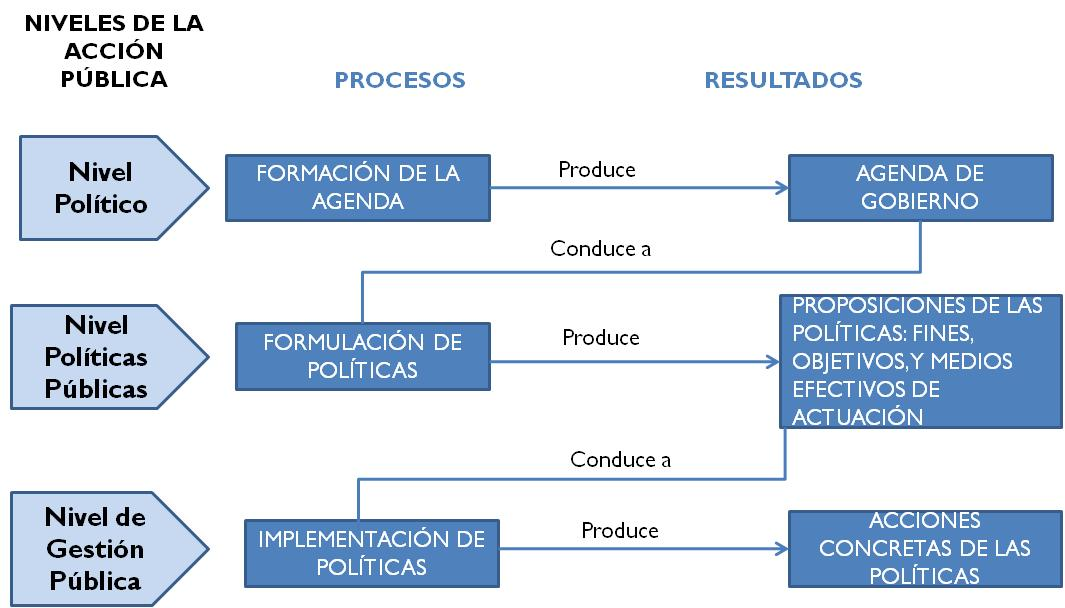 NIVELES DE LA
ACCIÓN
PÚBLICA
PROCESOS
RESULTADOS
Nivel
Político
FORMACIÓN DE LA
AGENDA
Produce
AGENDA DE
GOBIERNO
Conduce a
Nivel
Políticas
Públicas
FORMULACIÓN DE
POLÍTICAS
Produce
PROPOSICIONES DE LAS
POLÍTICAS: FINES,
OBJETIVOS,Y MEDIOS
EFECTIVOS DE
ACTUACIÓN
Conduce a
Nivel de
Gestión
Pública
IMPLEMENTACIÓN DE
POLÍTICAS
Produce
ACCIONES
CONCRETAS DE LAS
POLÍTICAS